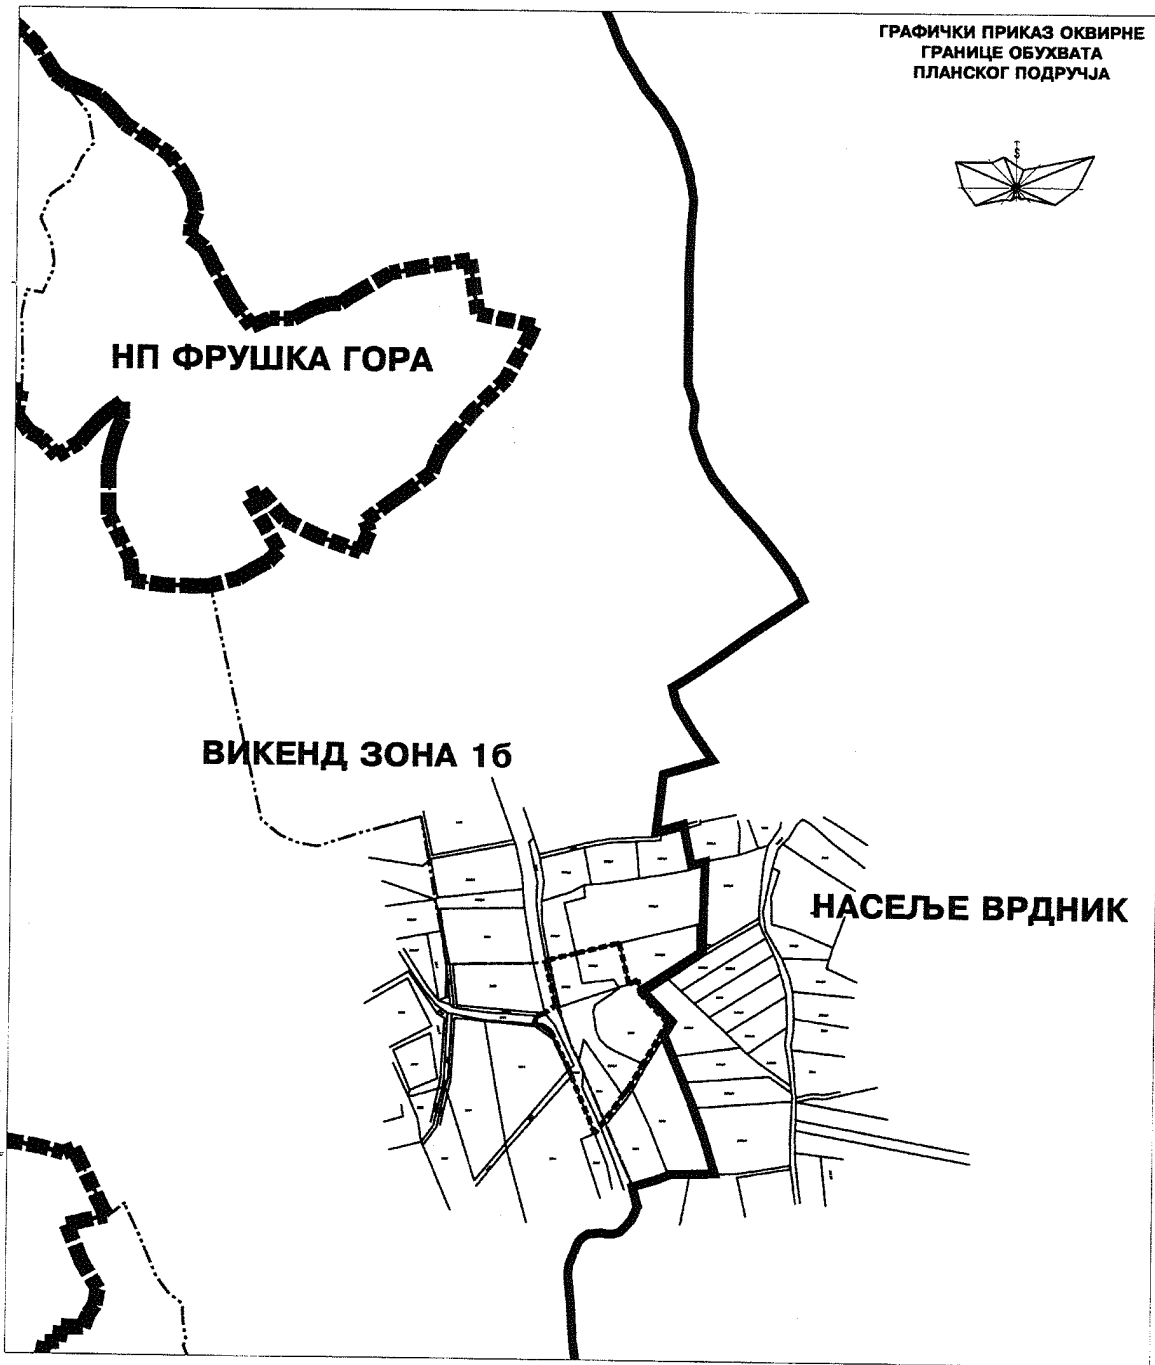 ГРАФИЧКИ ПРИКАЗ ОКВИРНЕ
ГРАНИЦЕ ОБУХВАТА
ПЛАНСКОГ ПОДРУЧЈА
НП ФРУШКА ГОРА
ВИКЕНД ЗОНА 1б
НАСЕЉЕ ВРДНИК